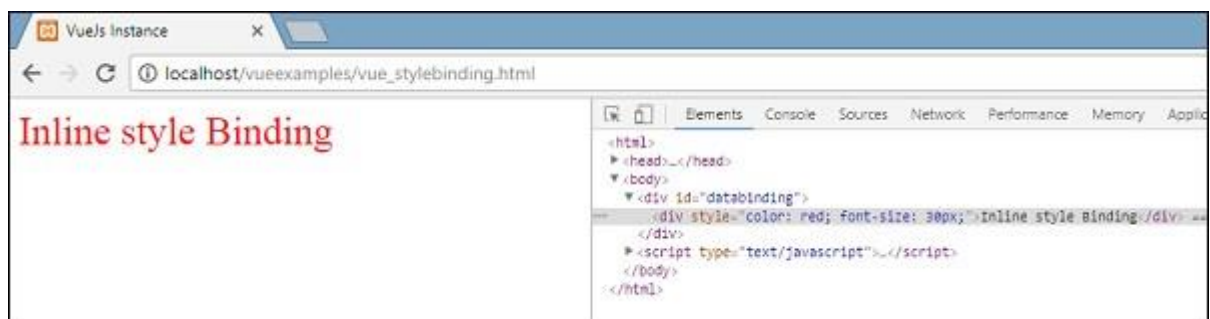 VueJs Instance
localhost/vueexamples/vue_stylebinding.html
Inline style Binding
Elements Console Sources Network Performance Memory Applic
<html>
<head>…</head>
<body>
<div id="databinding">
<div style="color: red; font-size: 30px;">Inline style Binding</div> ==
</div>
<script type="text/javascript">…</script>
</body>
</html>